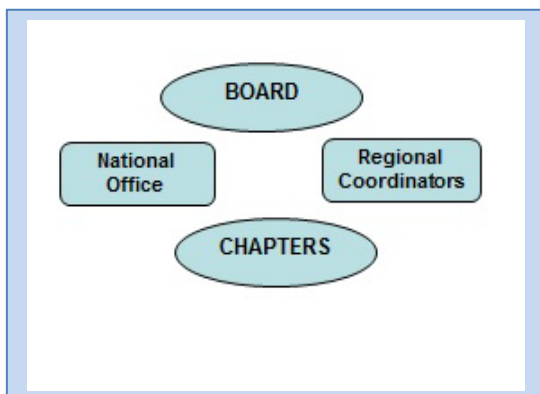 BOARD
National
Office
Regional
Coordinators
CHAPTERS